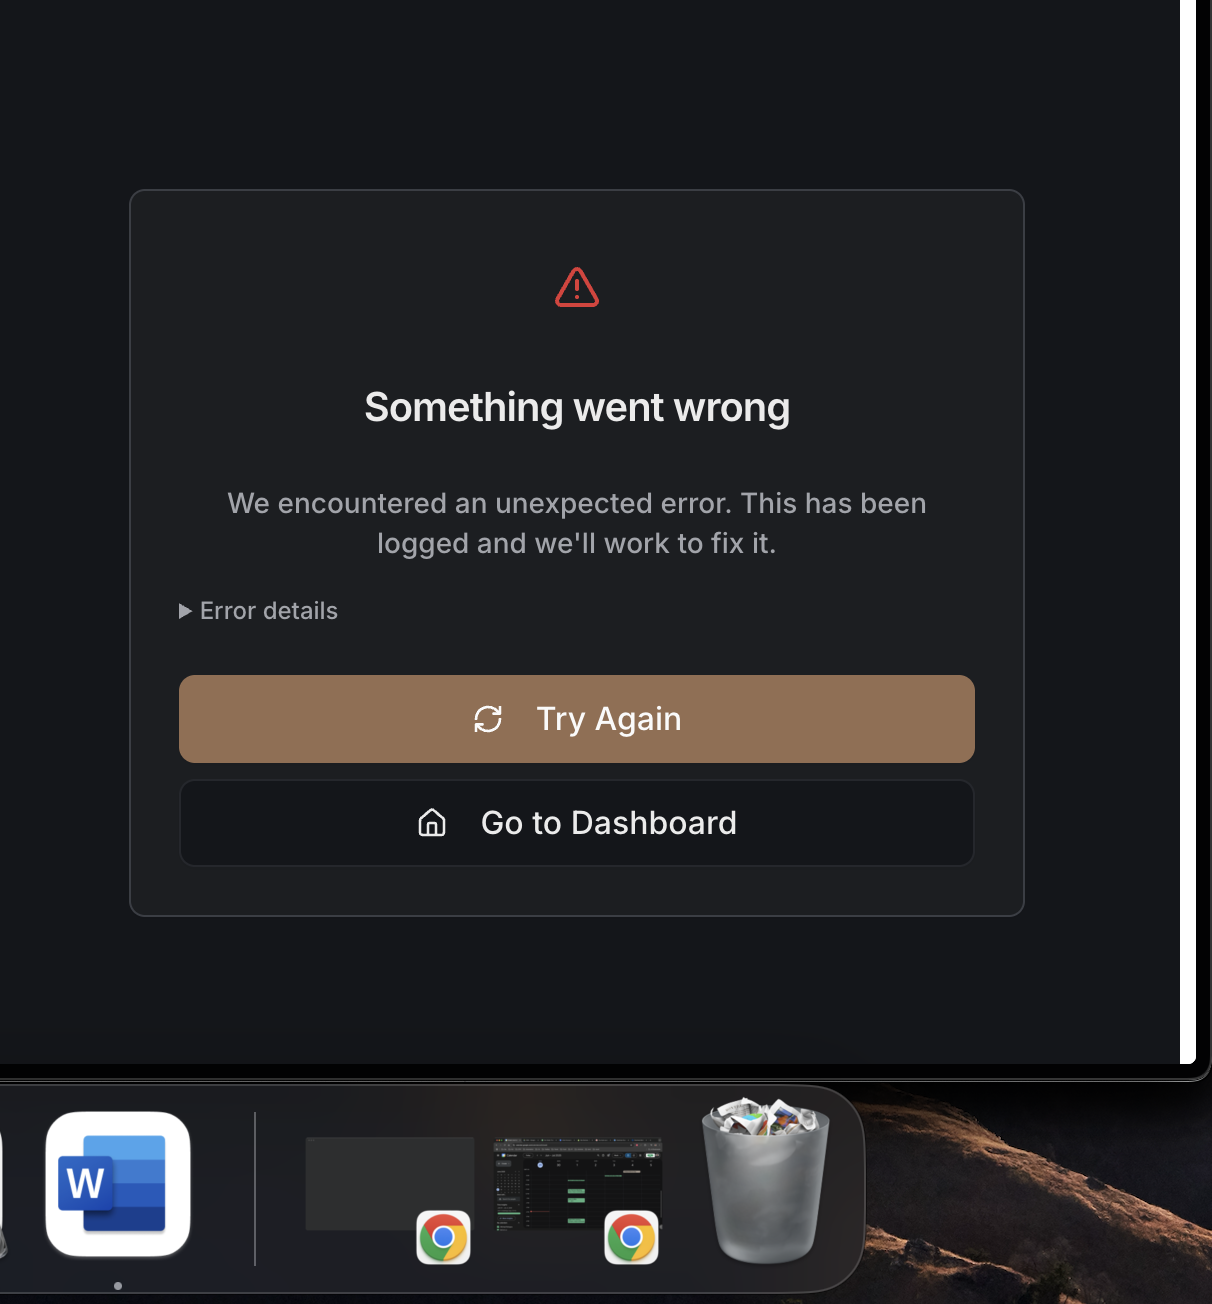 Something went wrong
We encountered an unexpected error. This has been
logged and we'll work to fix it.
Error details
Try Again
Go to Dashboard
W